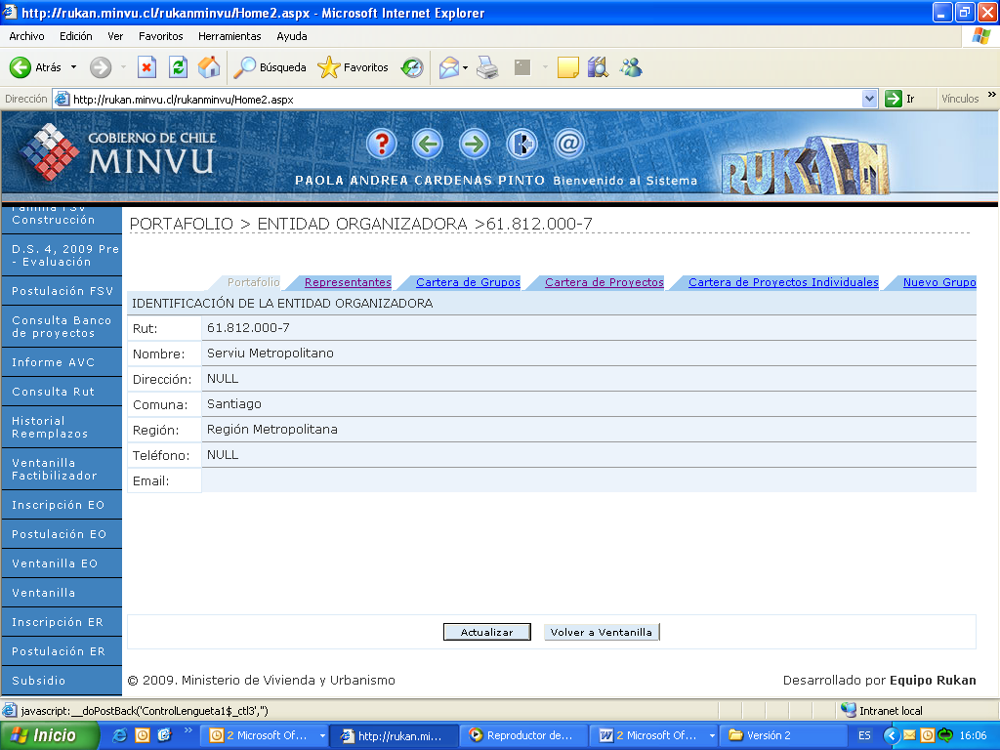 http://rukan.minvu.cl/rukanminvu/Home2.aspx - Microsoft Internet Explorer
Archivo Edición Ver Favoritos Herramientas Ayuda
Atrás Búsqueda Favoritos
Dirección http://rukan.minvu.cl/rukanminvu/Home2.aspx Ir Vínculos »
GOBIERNO DE CHILE
MINVU
PAOLA ANDREA CARDENAS PINTO Bienvenido al Sistema
RUKAN
Familia FSV
Construcción
D.S. 4, 2009 Pre
- Evaluación
Postulación FSV
Consulta Banco
de proyectos
Informe AVC
Consulta Rut
Historial
Reemplazos
Ventanilla
Factibilizador
Inscripción EO
Postulación EO
Ventanilla EO
Ventanilla
Inscripción ER
Postulación ER
Subsidio
PORTAFOLIO > ENTIDAD ORGANIZADORA >61.812.000-7
Portafolio Representantes Cartera de Grupos Cartera de Proyectos Cartera de Proyectos Individuales Nuevo Grupo
IDENTIFICACIÓN DE LA ENTIDAD ORGANIZADORA
Rut: 61.812.000-7
Nombre: Serviu Metropolitano
Dirección: NULL
Comuna: Santiago
Región: Región Metropolitana
Teléfono: NULL
Email:
Actualizar Volver a Ventanilla
© 2009. Ministerio de Vivienda y Urbanismo Desarrollado por Equipo Rukan
javascript:__doPostBack('ControlLengueta1$_ctl3','') Intranet local
Inicio » 2 Microsoft Of... http://rukan.mi... Reproductor de... 2 Microsoft Of... Versión 2 ES 16:06